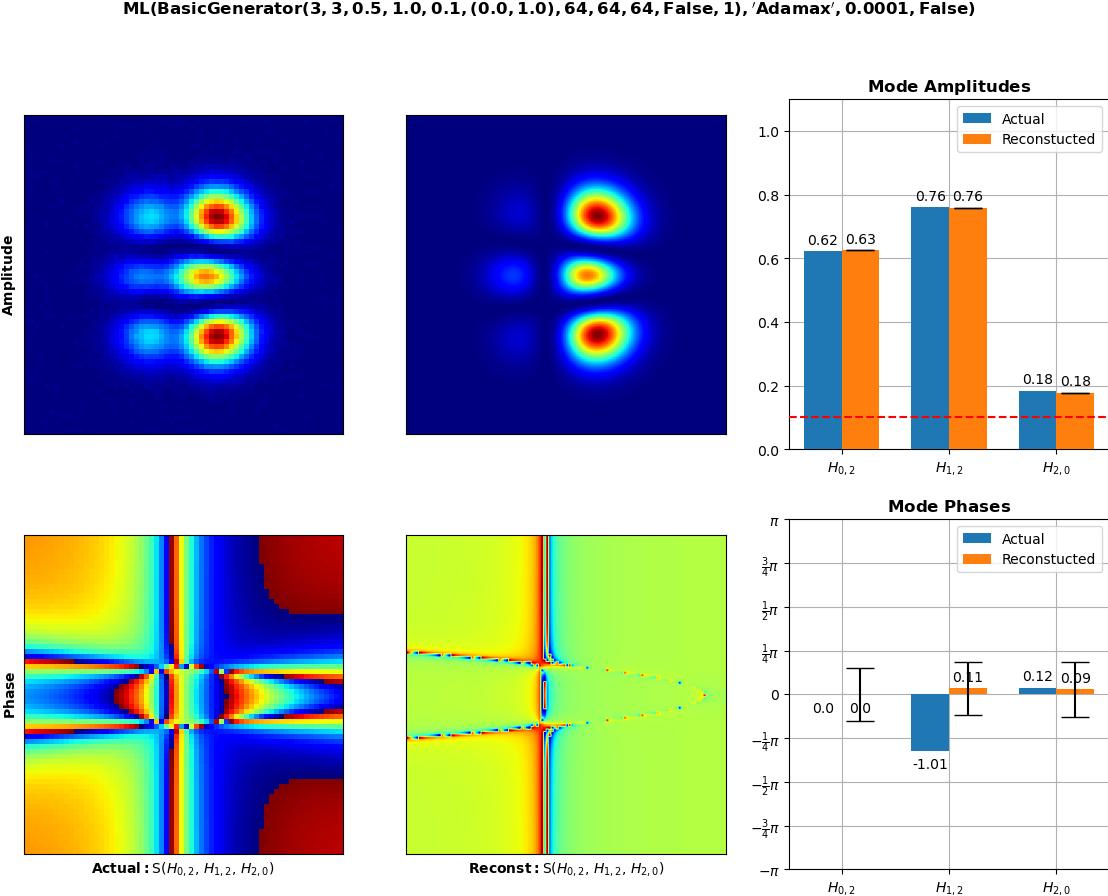 ML(BasicGenerator(3, 3, 0.5, 1.0, 0.1, (0.0, 1.0), 64, 64, 64, False, 1), ′Adamax′, 0.0001, False)
Amplitude
Mode Amplitudes
Actual
Reconstucted
1.0
0.8
0.6
0.4
0.2
0.0
0.62 0.63
0.76 0.76
0.18 0.18
H0,2 H1,2 H2,0
Phase
Actual: S(H0,2, H1,2, H2,0)
Reconst: S(H0,2, H1,2, H2,0)
Mode Phases
Actual
Reconstucted
π
3/4π
1/2π
1/4π
0
−1/4π
−1/2π
−3/4π
−π
0.0 0.0
-1.01 0.11
0.12 0.09
H0,2 H1,2 H2,0